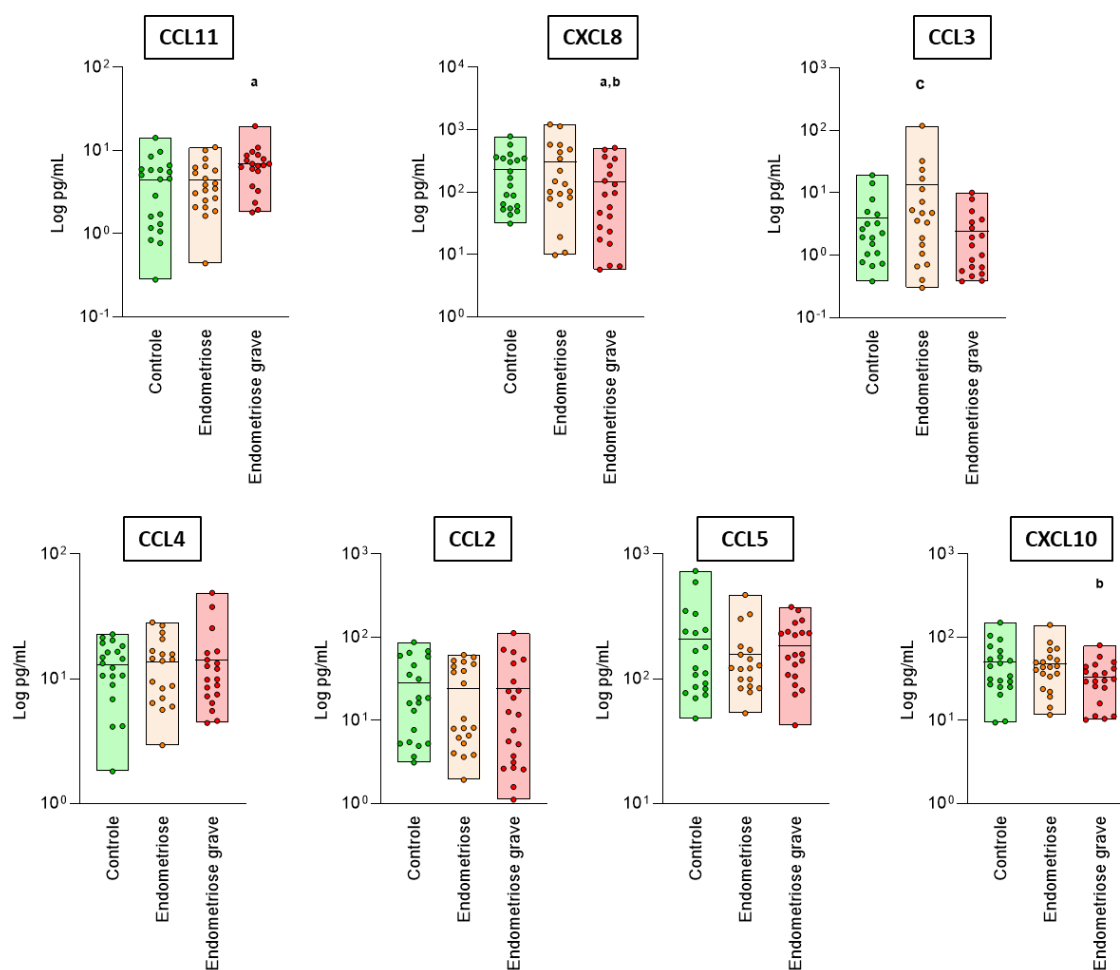 CCL11
Log pg/mL
10²
10¹
10⁰
10⁻¹
a
Controle
Endometriose
Endometriose grave
CXCL8
Log pg/mL
10⁴
10³
10²
10¹
10⁰
a,b
Controle
Endometriose
Endometriose grave
CCL3
Log pg/mL
10³
10²
10¹
10⁰
10⁻¹
c
Controle
Endometriose
Endometriose grave
CCL4
Log pg/mL
10²
10¹
10⁰
Controle
Endometriose
Endometriose grave
CCL2
Log pg/mL
10³
10²
10¹
10⁰
Controle
Endometriose
Endometriose grave
CCL5
Log pg/mL
10³
10²
10¹
Controle
Endometriose
Endometriose grave
CXCL10
Log pg/mL
10³
10²
10¹
10⁰
b
Controle
Endometriose
Endometriose grave